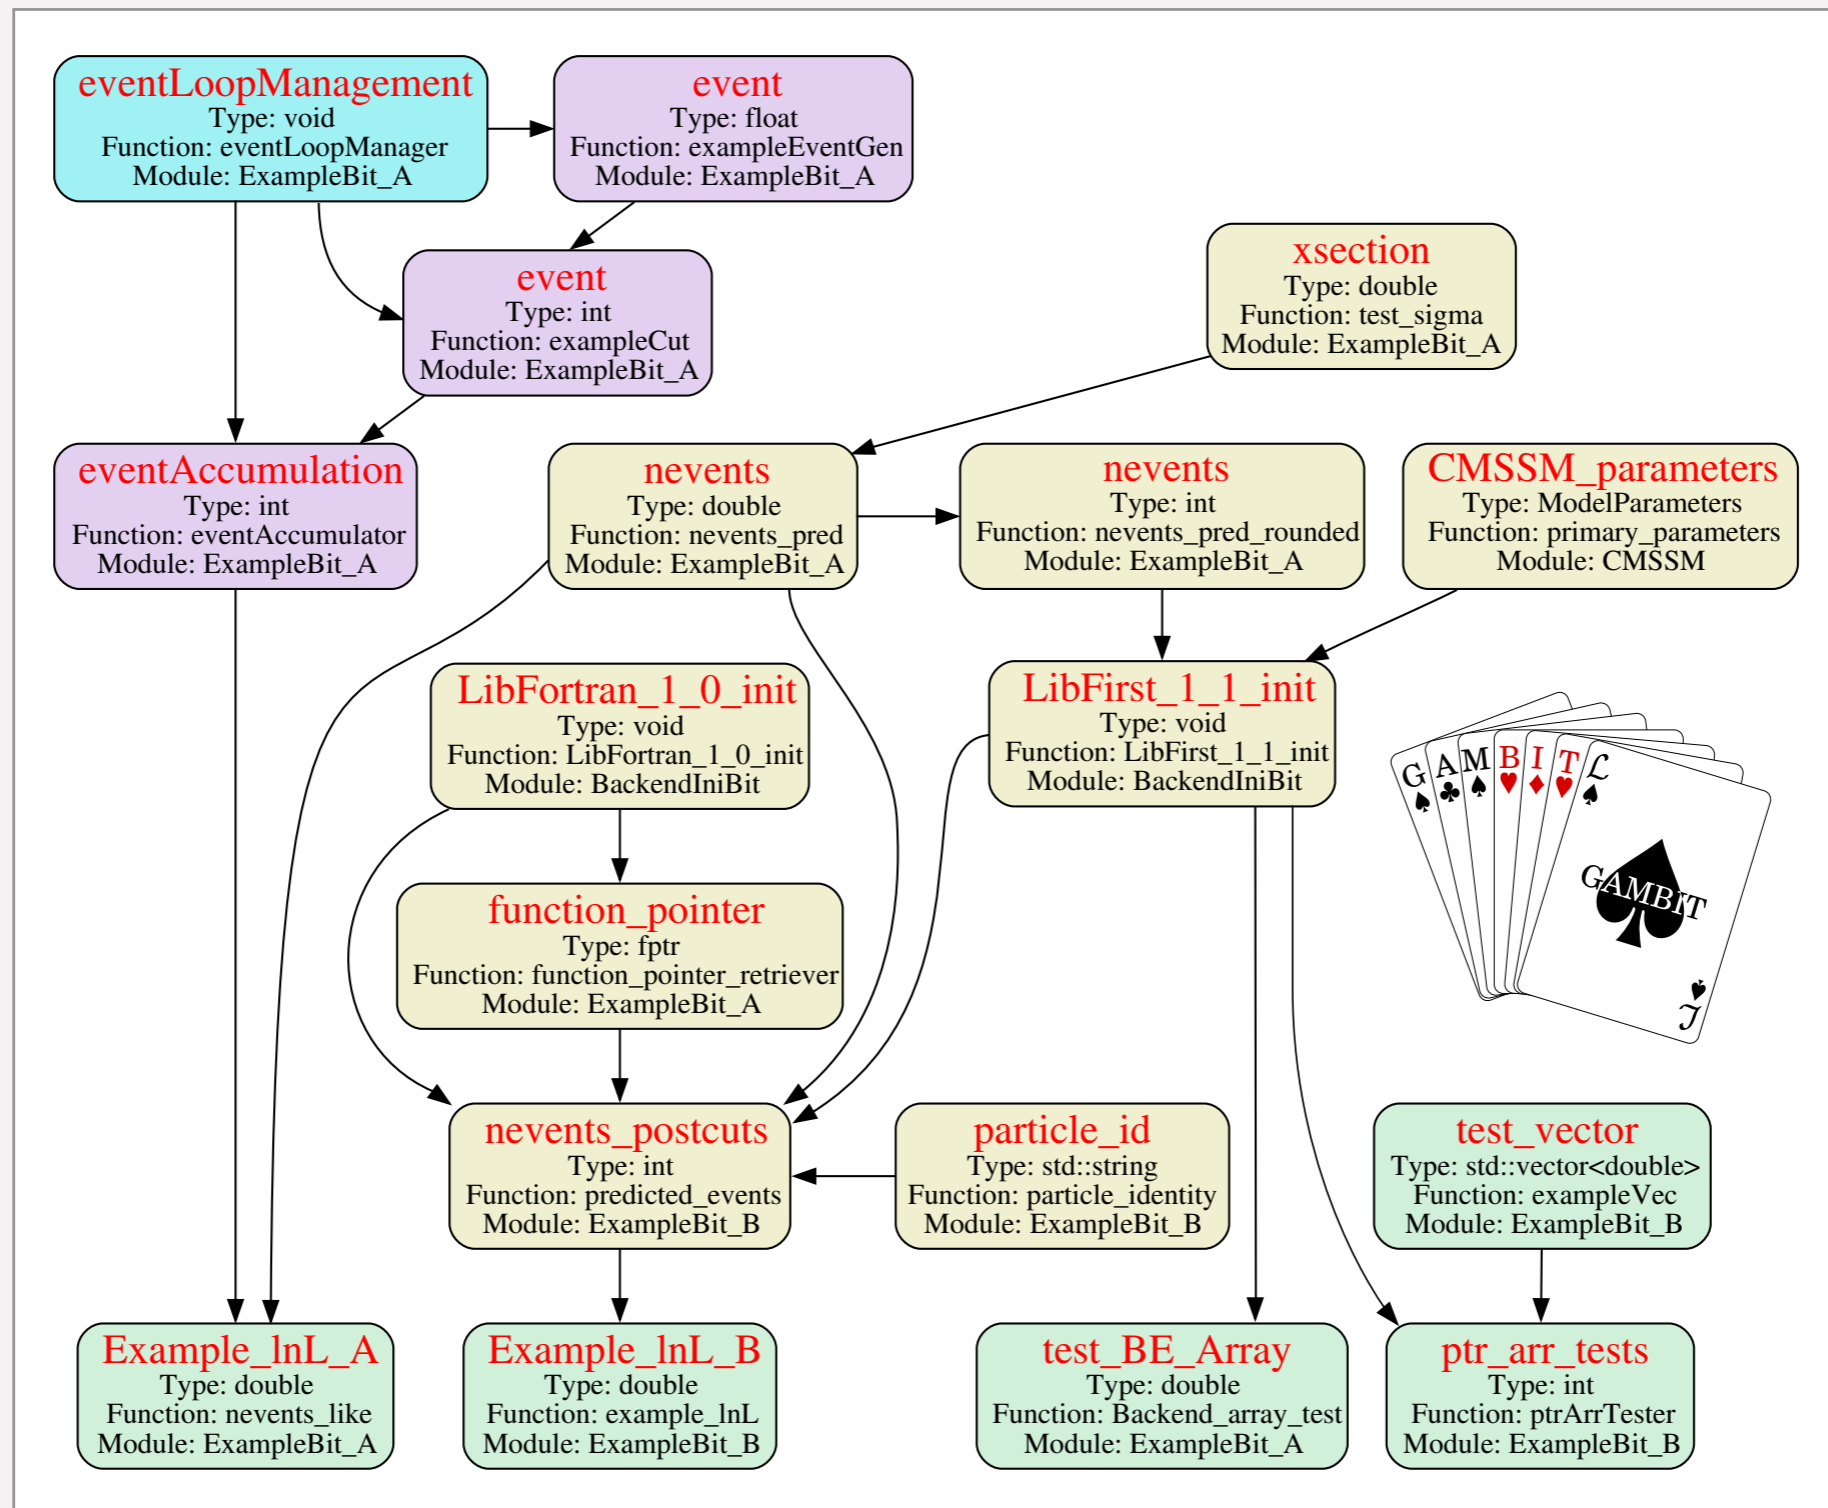 eventLoopManagement
Type: void
Function: eventLoopManager
Module: ExampleBit_A
event
Type: float
Function: exampleEventGen
Module: ExampleBit_A
event
Type: int
Function: exampleCut
Module: ExampleBit_A
xsection
Type: double
Function: test_sigma
Module: ExampleBit_A
eventAccumulation
Type: int
Function: eventAccumulator
Module: ExampleBit_A
nevents
Type: double
Function: nevents_pred
Module: ExampleBit_A
nevents
Type: int
Function: nevents_pred_rounded
Module: ExampleBit_A
CMSSM_parameters
Type: ModelParameters
Function: primary_parameters
Module: CMSSM
LibFortran_1_0_init
Type: void
Function: LibFortran_1_0_init
Module: BackendIniBit
LibFirst_1_1_init
Type: void
Function: LibFirst_1_1_init
Module: BackendIniBit
G A M B I T ℒ
GAMBIT
ℒ
function_pointer
Type: fptr
Function: function_pointer_retriever
Module: ExampleBit_A
nevents_postcuts
Type: int
Function: predicted_events
Module: ExampleBit_B
particle_id
Type: std::string
Function: particle_identity
Module: ExampleBit_B
test_vector
Type: std::vector<double>
Function: exampleVec
Module: ExampleBit_B
Example_lnL_A
Type: double
Function: nevents_like
Module: ExampleBit_A
Example_lnL_B
Type: double
Function: example_lnL
Module: ExampleBit_B
test_BE_Array
Type: double
Function: Backend_array_test
Module: ExampleBit_A
ptr_arr_tests
Type: int
Function: ptrArrTester
Module: ExampleBit_B